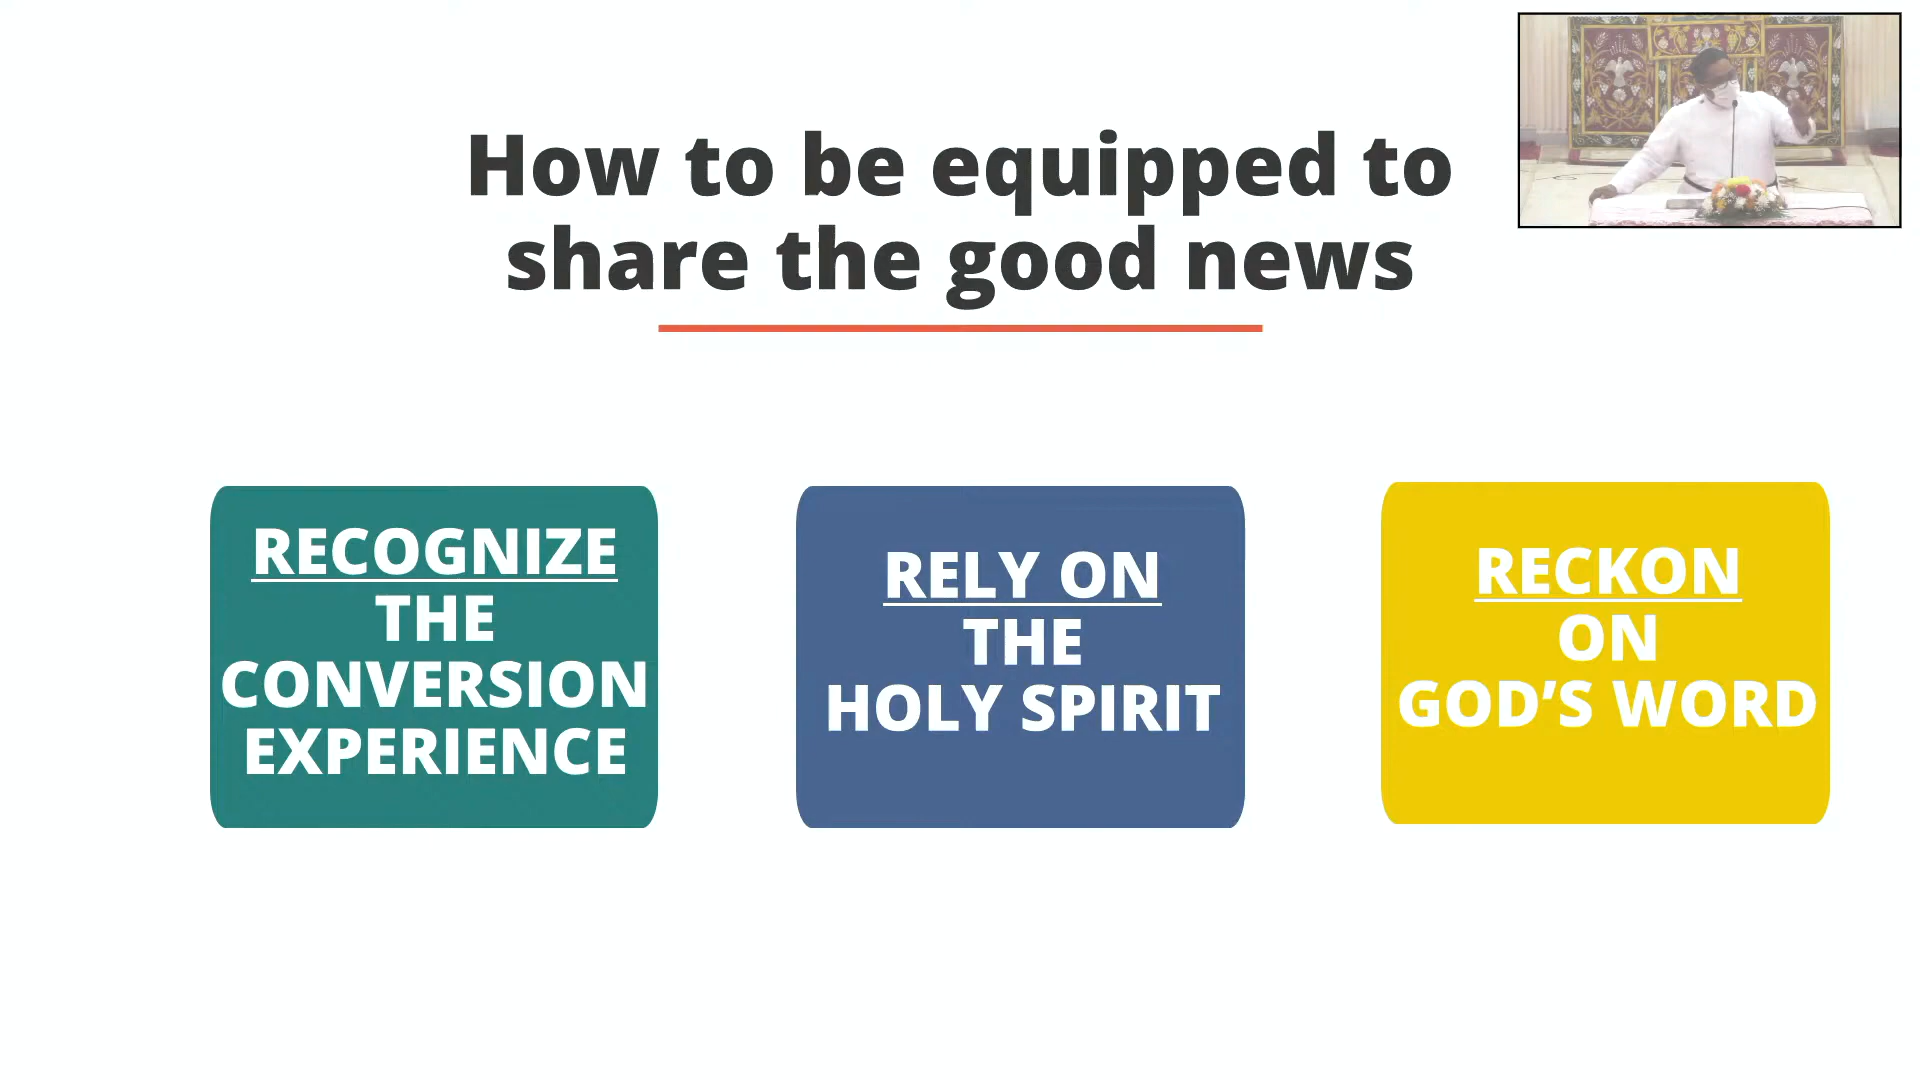 How to be equipped to
share the good news
RECOGNIZE
THE
CONVERSION
EXPERIENCE
RELY ON
THE
HOLY SPIRIT
RECKON
ON
GOD’S WORD